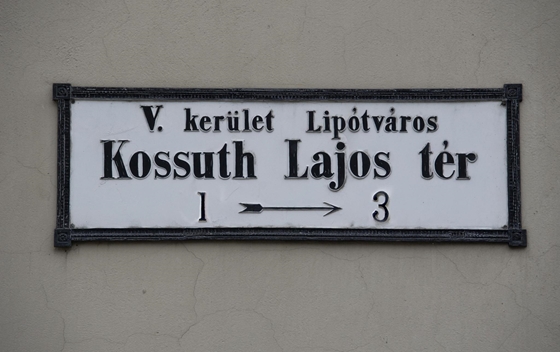 V. kerület Lipótváros
Kossuth Lajos tér
1 → 3